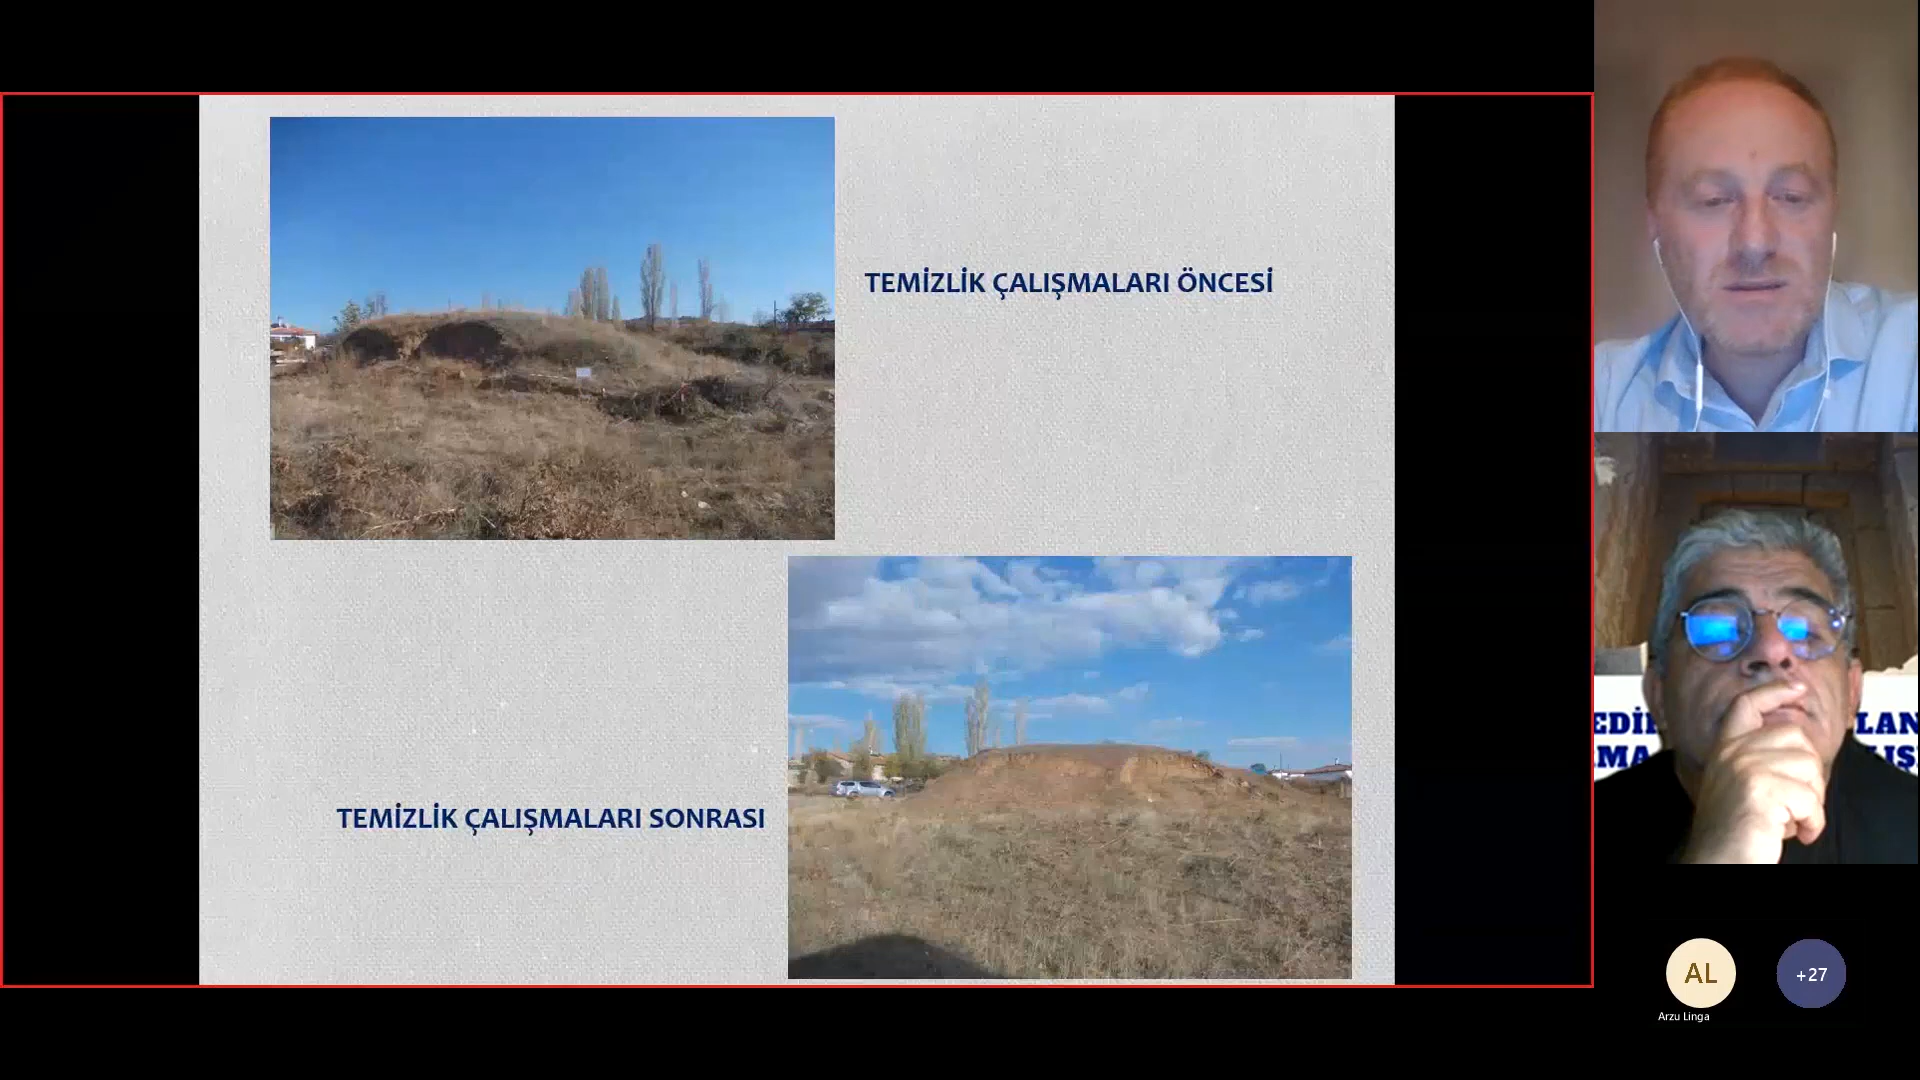 TEMİZLİK ÇALIŞMALARI ÖNCESİ
TEMİZLİK ÇALIŞMALARI SONRASI
AL
+27
Arzu Linga